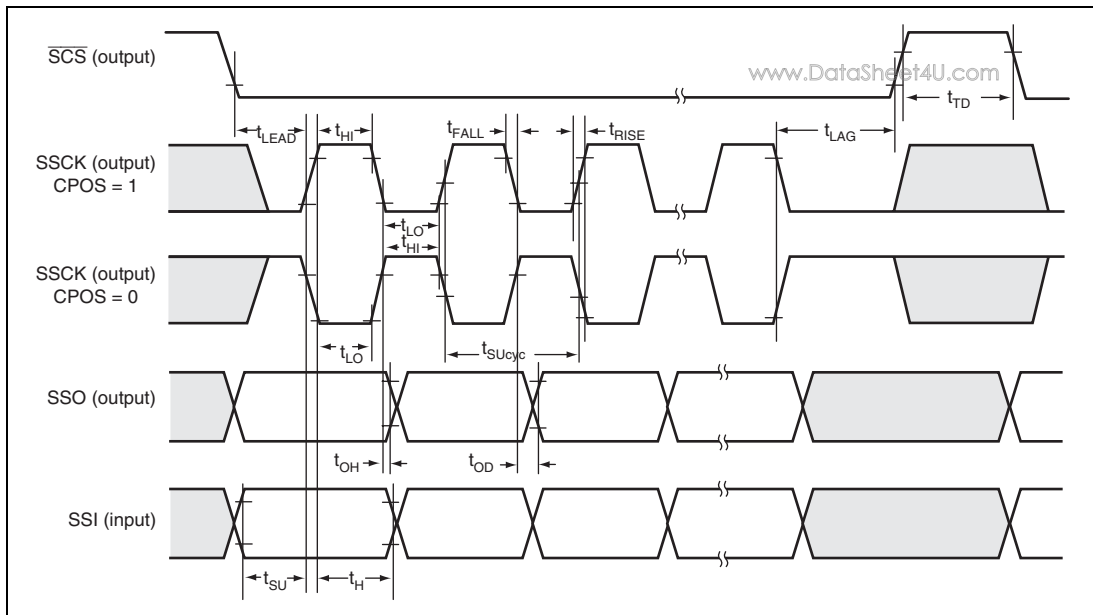 SCS (output)
www.DataSheet4U.com
tTD
tLEAD
tHI
tFALL
tRISE
tLAG
SSCK (output)
CPOS = 1
tLO
tHI
SSCK (output)
CPOS = 0
tLO
tSUcyc
SSO (output)
tOH
tOD
SSI (input)
tSU
tH